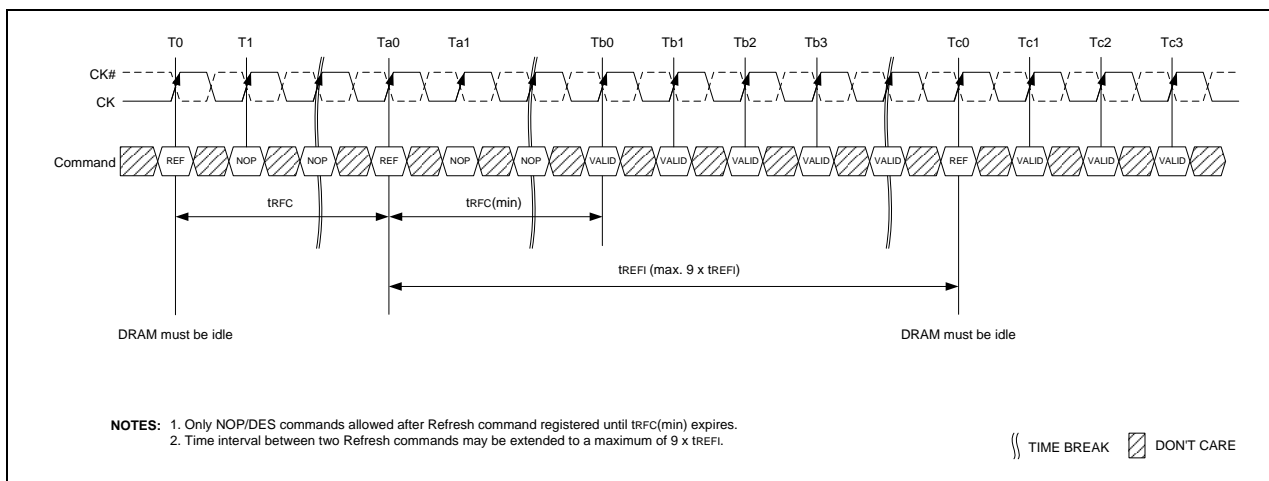 T0 T1 Ta0 Ta1 Tb0 Tb1 Tb2 Tb3 Tc0 Tc1 Tc2 Tc3
CK#
CK
Command REF NOP NOP REF NOP NOP VALID VALID VALID VALID VALID REF VALID VALID VALID
tRFC tRFC(min)
tREFI (max. 9 x tREFI)
DRAM must be idle DRAM must be idle
NOTES: 1. Only NOP/DES commands allowed after Refresh command registered until tRFC(min) expires.
2. Time interval between two Refresh commands may be extended to a maximum of 9 x tREFI.
TIME BREAK DON'T CARE